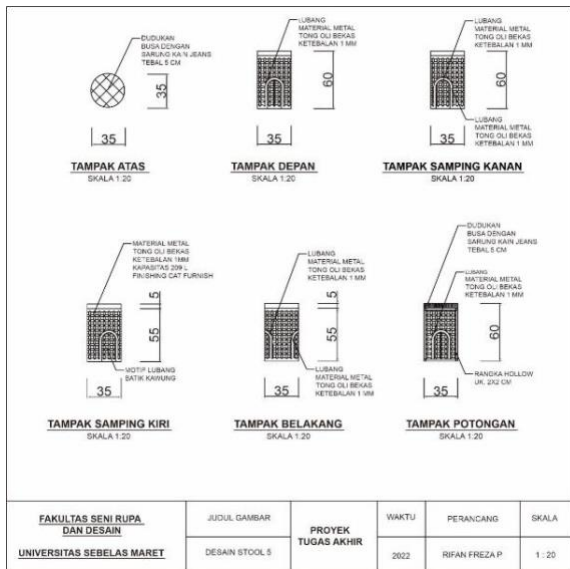 DUDUKAN
BUSA DENGAN
SARUNG KAIN JEANS
TEBAL 5 CM
35
35
TAMPAK ATAS
SKALA 1:20
LUBANG
MATERIAL METAL
TONG OLI BEKAS
KETEBALAN 1 MM
60
35
TAMPAK DEPAN
SKALA 1:20
LUBANG
MATERIAL METAL
TONG OLI BEKAS
KETEBALAN 1 MM
60
LUBANG
MATERIAL METAL
TONG OLI BEKAS
KETEBALAN 1 MM
35
TAMPAK SAMPING KANAN
SKALA 1:20
MATERIAL METAL
TONG OLI BEKAS
KETEBALAN 1MM
KAPASITAS 209 L
FINISHING CAT FURNISH
5
55
MOTIF LUBANG
BATIK KAWUNG
35
TAMPAK SAMPING KIRI
SKALA 1:20
LUBANG
MATERIAL METAL
TONG OLI BEKAS
KETEBALAN 1 MM
5
55
LUBANG
MATERIAL METAL
TONG OLI BEKAS
KETEBALAN 1 MM
35
TAMPAK BELAKANG
SKALA 1:20
DUDUKAN
BUSA DENGAN
SARUNG KAIN JEANS
TEBAL 5 CM
LUBANG
MATERIAL METAL
TONG OLI BEKAS
KETEBALAN 1 MM
60
RANGKA HOLLOW
UK. 2X2 CM
35
TAMPAK POTONGAN
SKALA 1:20
FAKULTAS SENI RUPA
DAN DESAIN
UNIVERSITAS SEBELAS MARET
JUDUL GAMBAR
DESAIN STOOL 5
PROYEK
TUGAS AKHIR
WAKTU
2022
PERANCANG
RIFAN FREZA P
SKALA
1 : 20